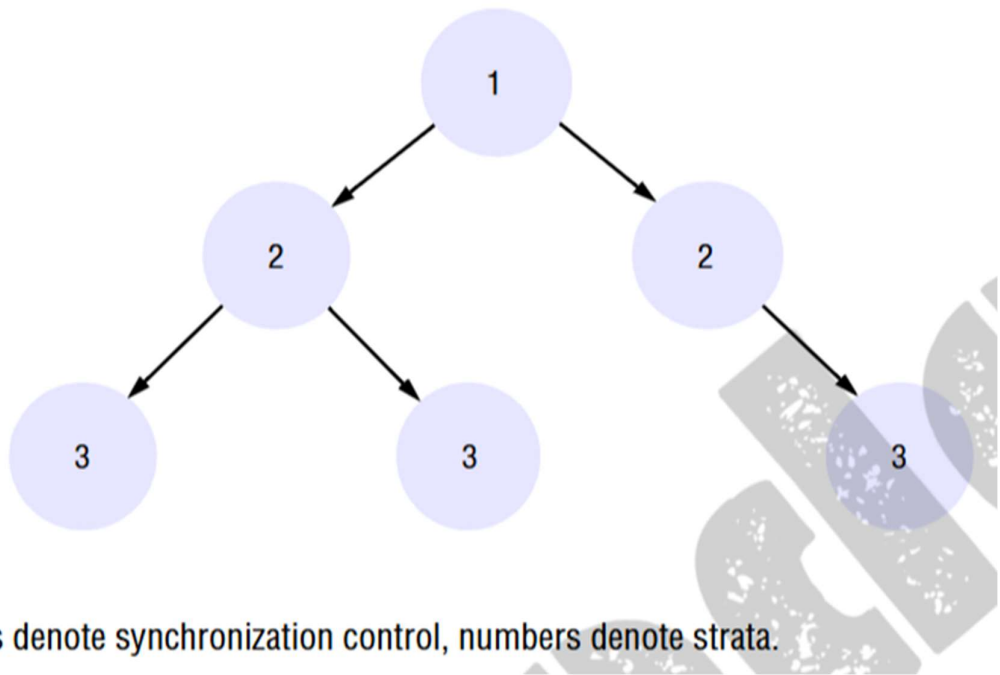 1
2 2
3 3 3
s denote synchronization control, numbers denote strata.